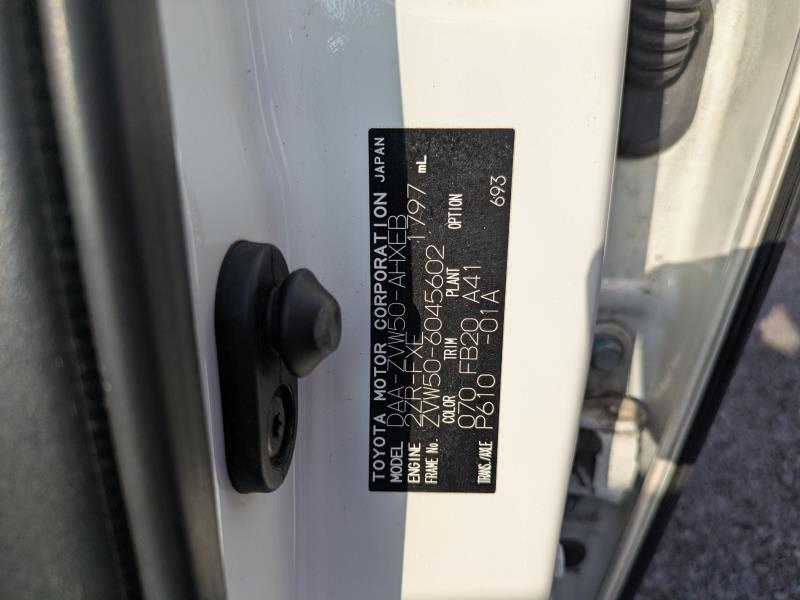 TOYOTA MOTOR CORPORATION JAPAN
MODEL DAA-ZVW50-AHXEB
ENGINE 2ZR-FXE 1797 mL
FRAME No. ZVW50-6045602
COLOR TRIM PLANT OPTION
070 FB20 A41 693
TRANS./AXLE P610 -01A